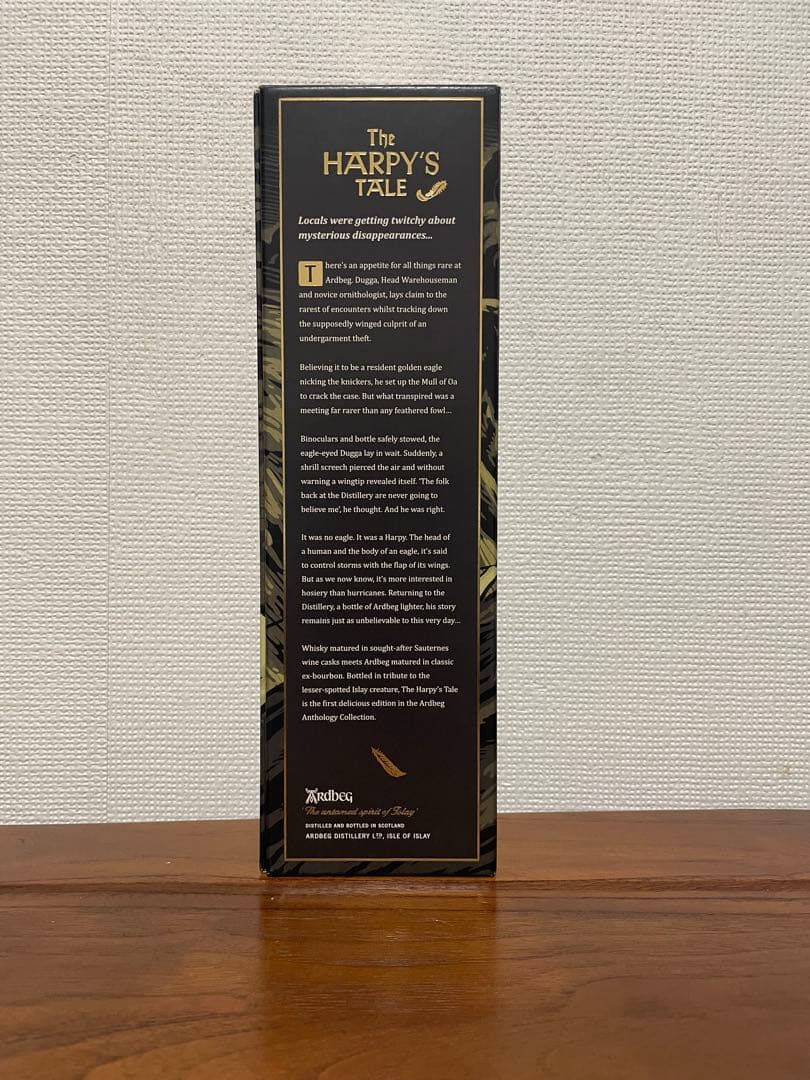 The
HARPY'S
TALE
Locals were getting twitchy about
mysterious disappearances...
There's an appetite for all things rare at
Ardbeg. Dugga, Head Warehouseman
and novice ornithologist, lays claim to the
rarest of encounters whilst tracking down
the supposedly winged culprit of an
undergarment theft.
Believing it to be a resident golden eagle
nicking the knickers, he set up the Mull of Oa
to crack the case. But what transpired was a
meeting far rarer than any feathered fowl...
Binoculars and bottle safely stowed, the
eagle-eyed Dugga lay in wait. Suddenly, a
shrill screech pierced the air and without
warning a wingtip revealed itself. 'The folk
back at the Distillery are never going to
believe me', he thought. And he was right.
It was no eagle. It was a Harpy. The head of
a human and the body of an eagle, it's said
to control storms with the flap of its wings.
But as we now know, it's more interested in
hosiery than hurricanes. Returning to the
Distillery, a bottle of Ardbeg lighter, his story
remains just as unbelievable to this very day...
Whisky matured in sought-after Sauternes
wine casks meets Ardbeg matured in classic
ex-bourbon. Bottled in tribute to the
lesser-spotted Islay creature, The Harpy's Tale
is the first delicious edition in the Ardbeg
Anthology Collection.
ARDBEG
'The untamed spirit of Islay'
DISTILLED AND BOTTLED IN SCOTLAND
ARDBEG DISTILLERY LTD, ISLE OF ISLAY